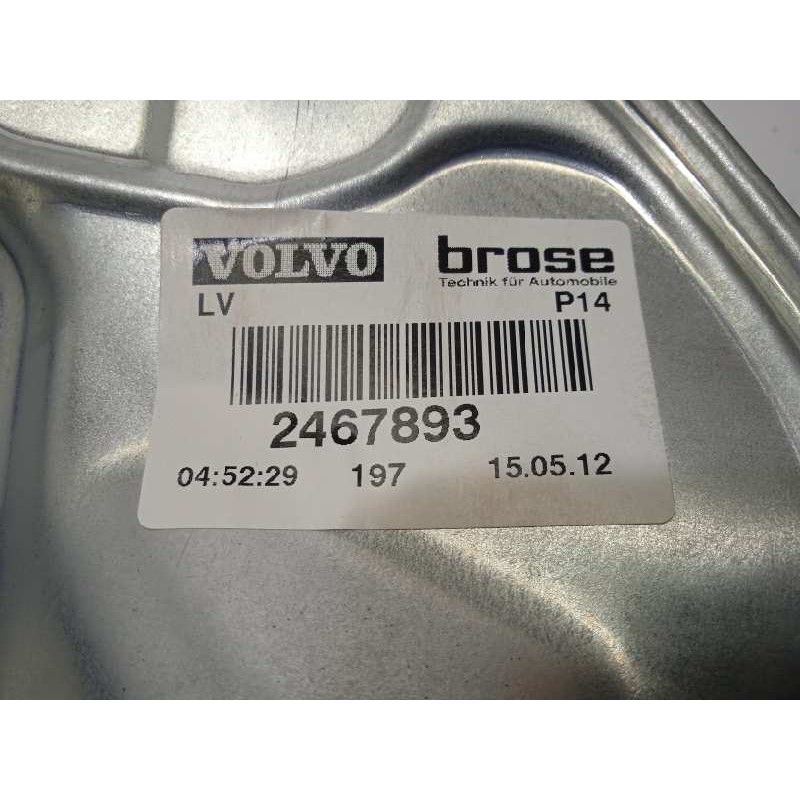 VOLVO brose
Technik für Automobile
LV P14
2467893
04:52:29 197 15.05.12